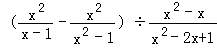 ( x²/(x − 1) − x²/(x² − 1) ) ÷ (x² − x)/(x² − 2x+1)